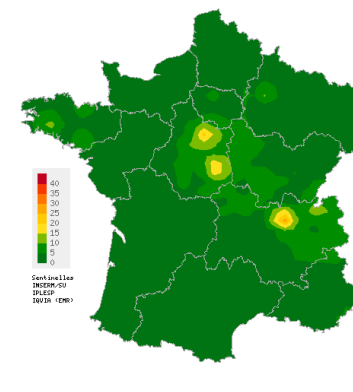 40
35
30
25
20
15
10
5
0
Sentinelles
INSERM/SU
IPLESP
IQVIA (EMR)